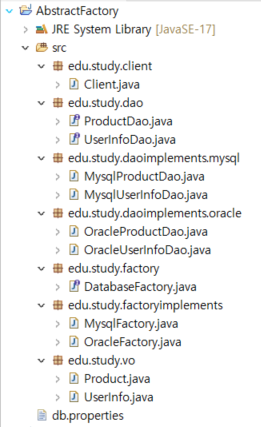 AbstractFactory
JRE System Library [JavaSE-17]
src
edu.study.client
Client.java
edu.study.dao
ProductDao.java
UserInfoDao.java
edu.study.daoimplements.mysql
MysqlProductDao.java
MysqlUserInfoDao.java
edu.study.daoimplements.oracle
OracleProductDao.java
OracleUserInfoDao.java
edu.study.factory
DatabaseFactory.java
edu.study.factoryimplements
MysqlFactory.java
OracleFactory.java
edu.study.vo
Product.java
UserInfo.java
db.properties